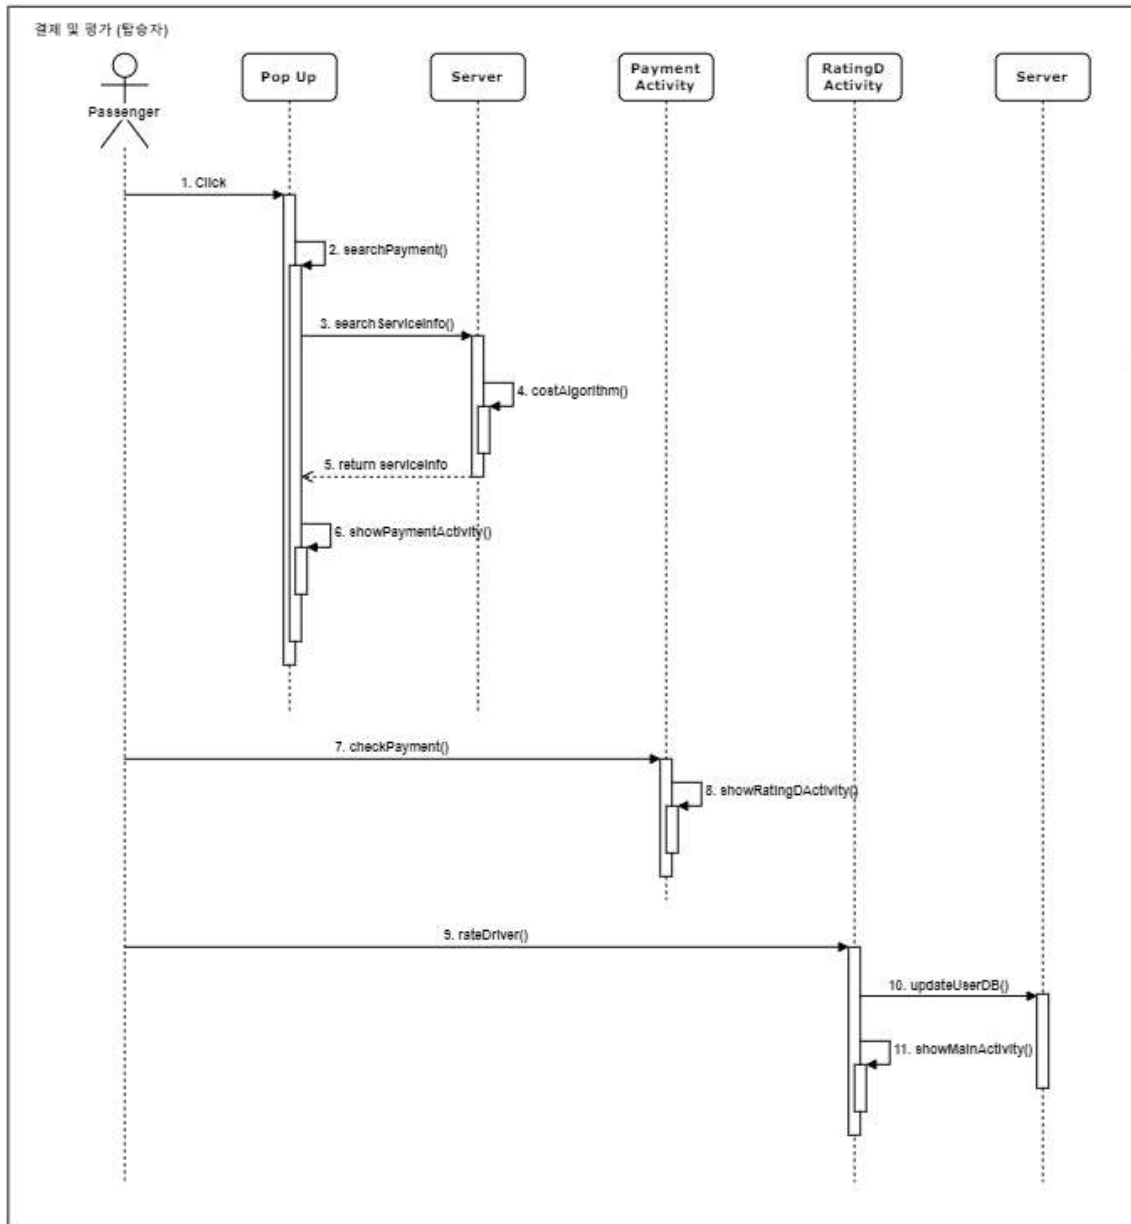 결제 및 평가 (탑승자)
Passenger
Pop Up
Server
Payment
Activity
RatingD
Activity
Server
1. Click
2. searchPayment()
3. searchServiceInfo()
4. costAlgorithm()
5. return serviceInfo
6. showPaymentActivity()
7. checkPayment()
8. showRatingDActivity()
9. rateDriver()
10. updateUserDB()
11. showMainActivity()